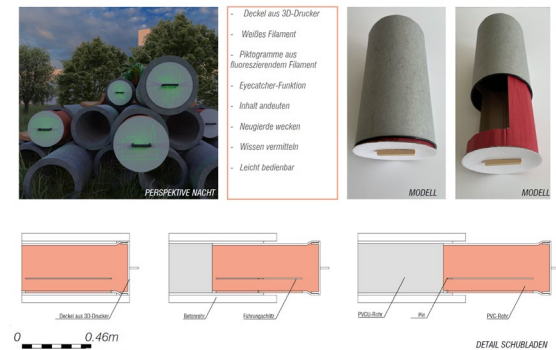 - Deckel aus 3D-Drucker
- Weißes Filament
- Piktogramme aus
fluoreszierendem Filament
- Eyecatcher-Funktion
- Inhalt andeuten
- Neugierde wecken
- Wissen vermitteln
- Leicht bedienbar
PERSPEKTIVE NACHT
MODELL
MODELL
Deckel aus 3D-Drucker
Betonrohr
Führungsschlitz
PVCU-Rohr
Pin
PVC-Rohr
0
0.46m
DETAIL SCHUBLADEN